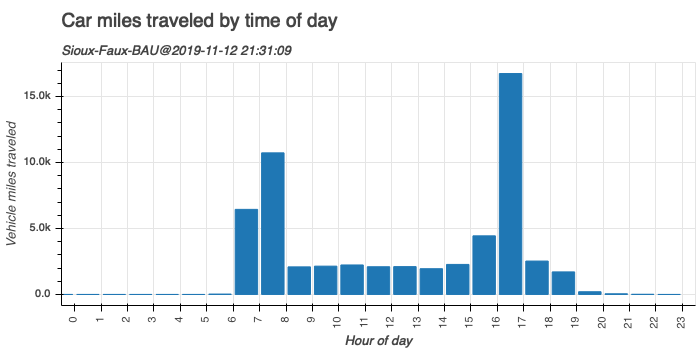 Car miles traveled by time of day
Sioux-Faux-BAU@2019-11-12 21:31:09
Vehicle miles traveled
15.0k
10.0k
5.0k
0.0
0 1 2 3 4 5 6 7 8 9 10 11 12 13 14 15 16 17 18 19 20 21 22 23
Hour of day